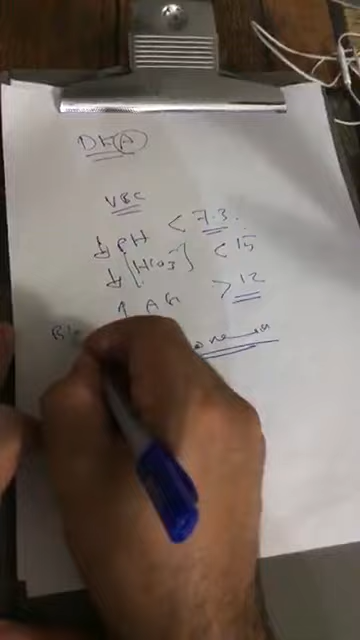 DKA
VBG
↓ PH < 7.3
↓ [HCO3⁻] < 15
↑ AG > 12